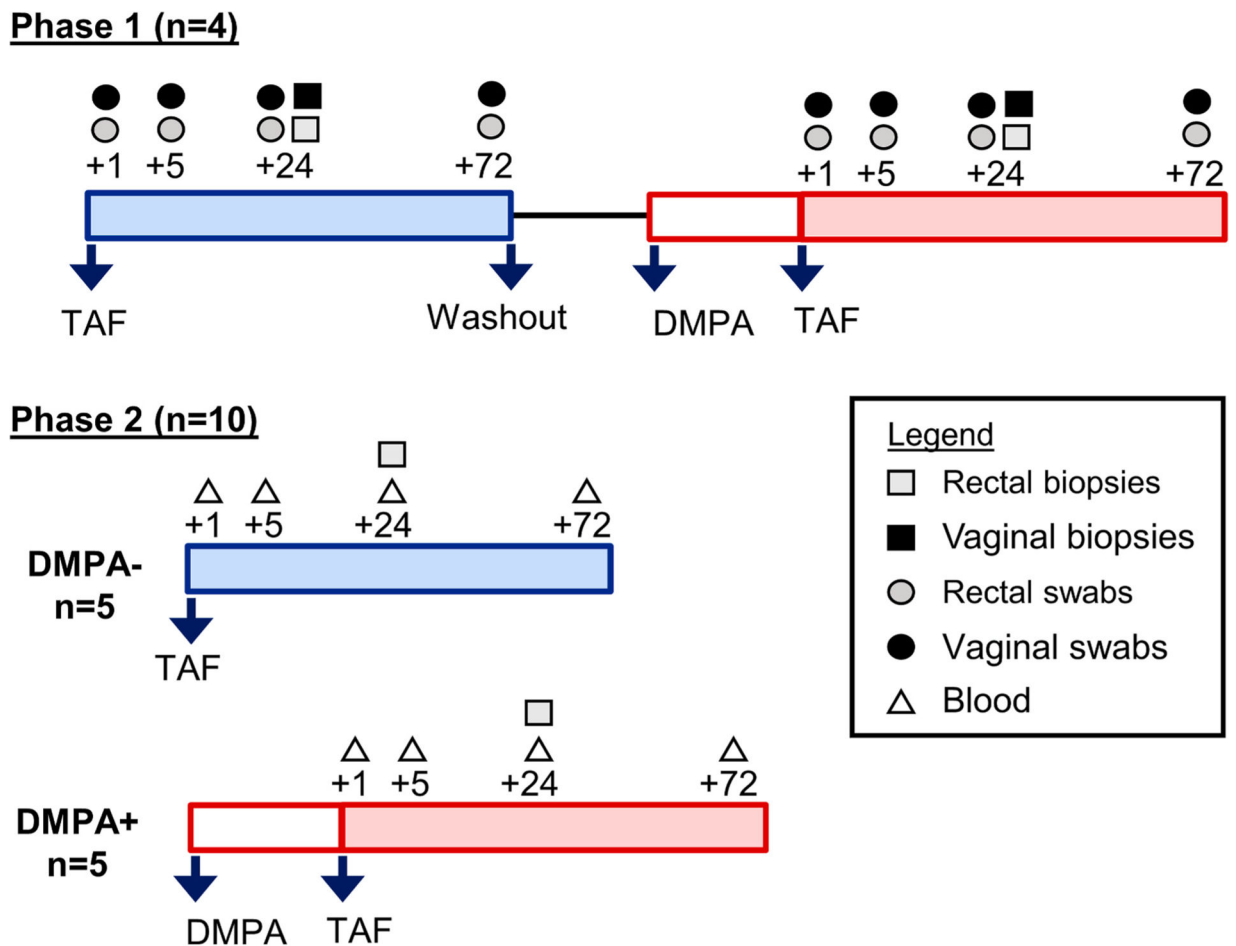 Phase 1 (n=4)
+1 +5 +24 +72 +1 +5 +24 +72
TAF Washout DMPA TAF
Phase 2 (n=10)
+1 +5 +24 +72
DMPA-
n=5
TAF
+1 +5 +24 +72
DMPA+
n=5
DMPA TAF
Legend
Rectal biopsies
Vaginal biopsies
Rectal swabs
Vaginal swabs
Blood